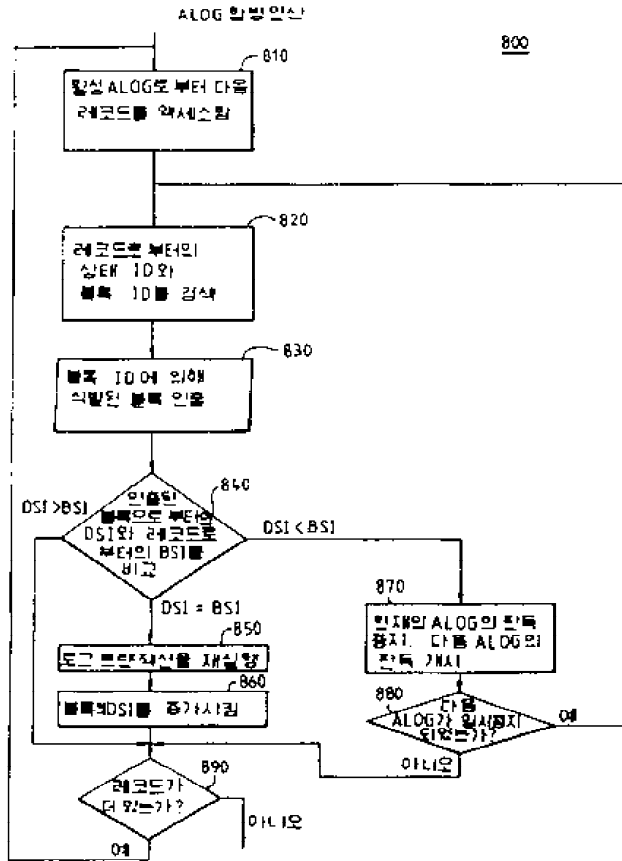 ALOG 합병 연산
800
810
활성 ALOG로 부터 다음
레코드를 액세스함
820
레코드로 부터의
상태 ID와
블록 ID를 검색
830
블록 ID에 의해
식별된 블록 인출
840
DSI>BSI
인출된
블록으로 부터의
DSI와 레코드로
부터의 BSI를
비교
DSI<BSI
DSI = BSI
850
로그 트랜잭션을 재실행
860
블록의 DSI를 증가시킴
870
현재의 ALOG의 판독
중지, 다음 ALOG의
판독 개시
880
다음
ALOG가 일시중지
되었는가?
예
아니오
890
레코드가
더 있는가?
아니오
예